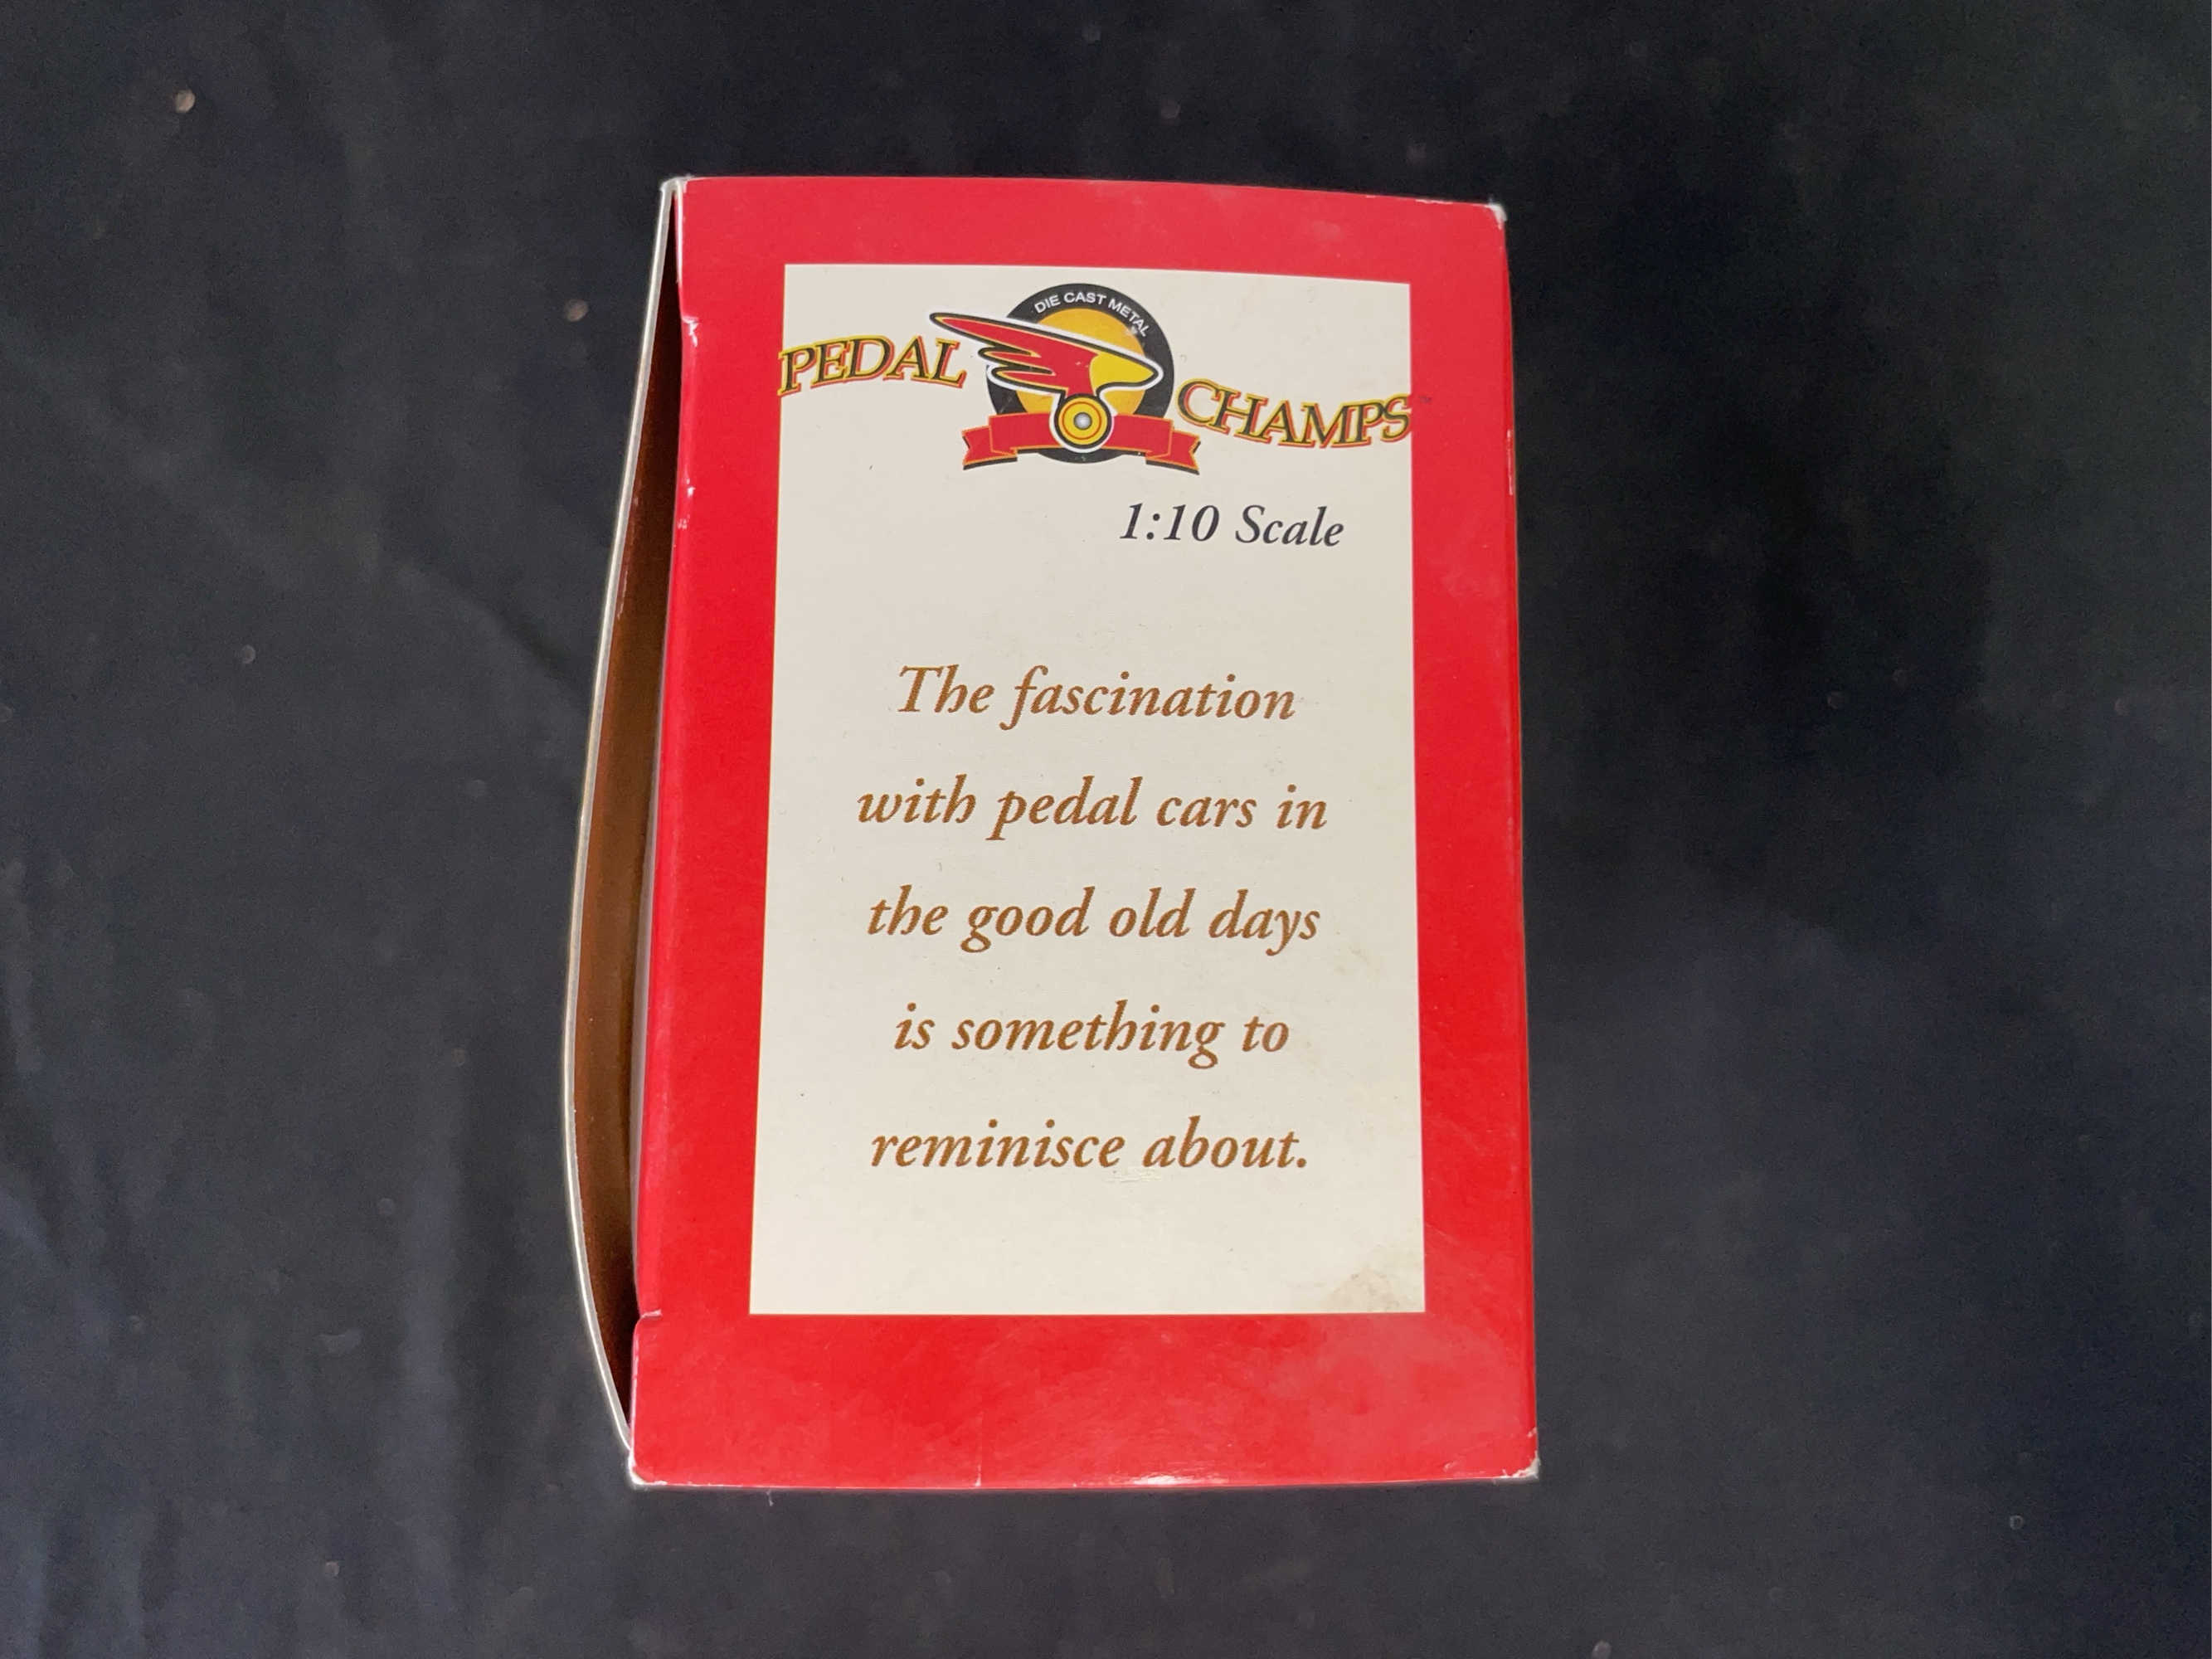 DIE CAST METAL
PEDAL CHAMPS™
1:10 Scale
The fascination
with pedal cars in
the good old days
is something to
reminisce about.